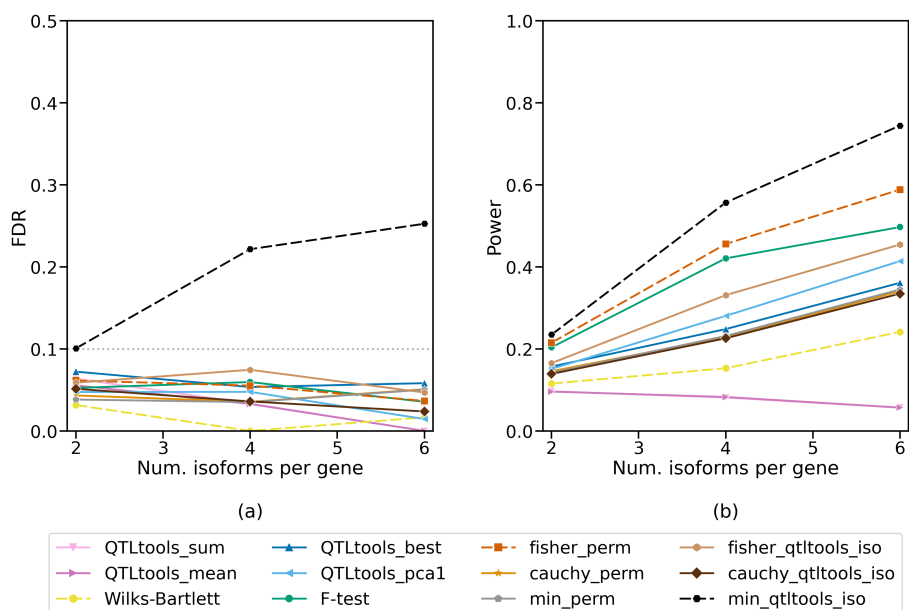 0.5
0.4
0.3
0.2
0.1
0.0
FDR
2
3
4
5
6
Num. isoforms per gene
(a)
1.0
0.8
0.6
0.4
0.2
0.0
Power
2
3
4
5
6
Num. isoforms per gene
(b)
QTLtools_sum
QTLtools_mean
Wilks-Bartlett
QTLtools_best
QTLtools_pca1
F-test
fisher_perm
cauchy_perm
min_perm
fisher_qtltools_iso
cauchy_qtltools_iso
min_qtltools_iso